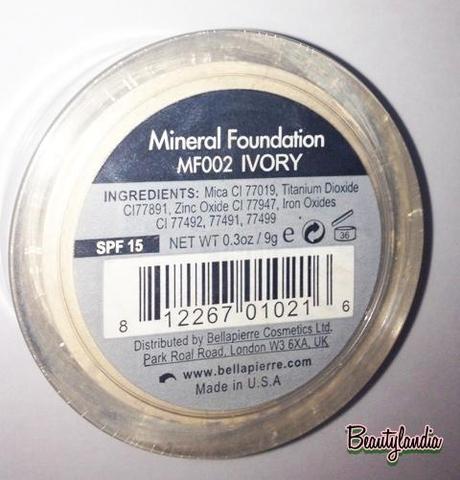 Mineral Foundation
MF002 IVORY
INGREDIENTS: Mica CI 77019, Titanium Dioxide
CI77891, Zinc Oxide CI 77947, Iron Oxides
CI 77492, 77491, 77499
SPF 15 NET WT 0.3oz / 9g e 36
8 12267 01021 6
Distributed by Bellapierre Cosmetics Ltd.
Park Roal Road, London W3 6XA, UK
www.bellapierre.com
Made in U.S.A
Beautylandia